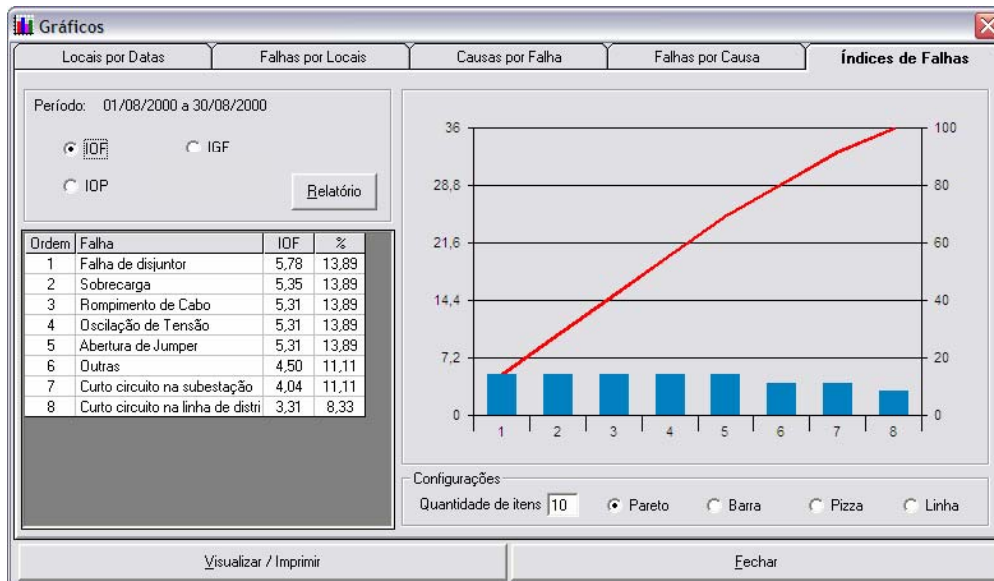 Gráficos
Locais por Datas Falhas por Locais Causas por Falha Falhas por Causa Índices de Falhas
Período: 01/08/2000 a 30/08/2000
IOF IGF
IOP Relatório
Ordem Falha IOF %
1 Falha de disjuntor 5,78 13,89
2 Sobrecarga 5,35 13,89
3 Rompimento de Cabo 5,31 13,89
4 Oscilação de Tensão 5,31 13,89
5 Abertura de Jumper 5,31 13,89
6 Outras 4,50 11,11
7 Curto circuito na subestação 4,04 11,11
8 Curto circuito na linha de distri 3,31 8,33
36 100
28,8 80
21,6 60
14,4 40
7,2 20
0 0
1 2 3 4 5 6 7 8
Configurações
Quantidade de itens 10 Pareto Barra Pizza Linha
Visualizar / Imprimir Fechar